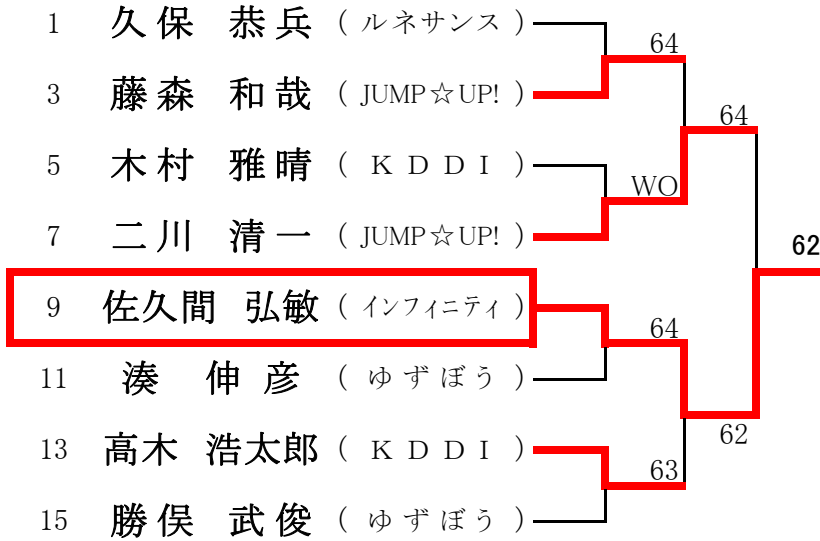 1 久保 恭兵 ( ルネサンス )
64
3 藤森 和哉 ( JUMP☆UP! )
64
5 木村 雅晴 ( K D D I )
WO
7 二川 清一 ( JUMP☆UP! )
62
9 佐久間 弘敏 ( インフィニティ )
64
11 湊 伸彦 ( ゆずぼう )
62
13 高木 浩太郎 ( K D D I )
63
15 勝俣 武俊 ( ゆずぼう )